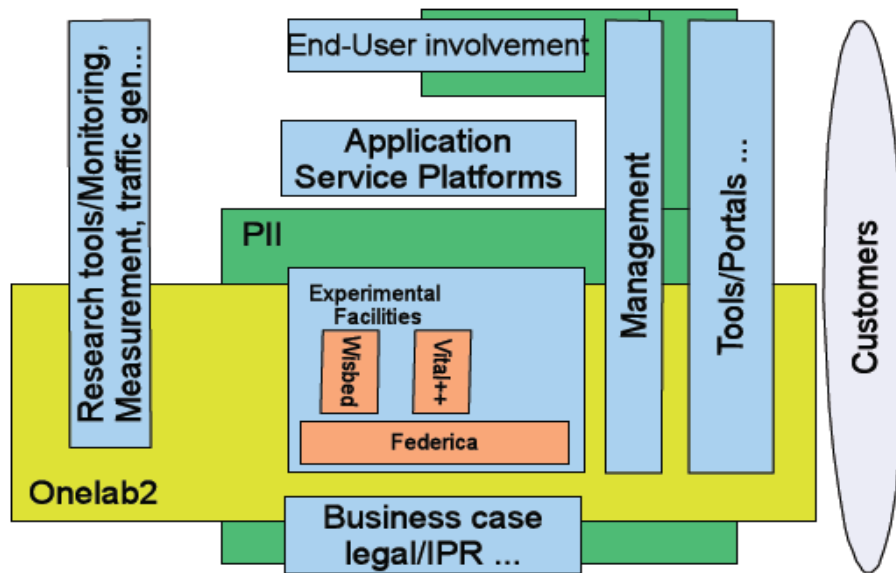 End-User involvement
Research tools/Monitoring,
Measurement, traffic gen...
Application
Service Platforms
Management
Tools/Portals ...
Customers
PII
Experimental
Facilities
Wisbed
Vital++
Federica
Onelab2
Business case
legal/IPR ...